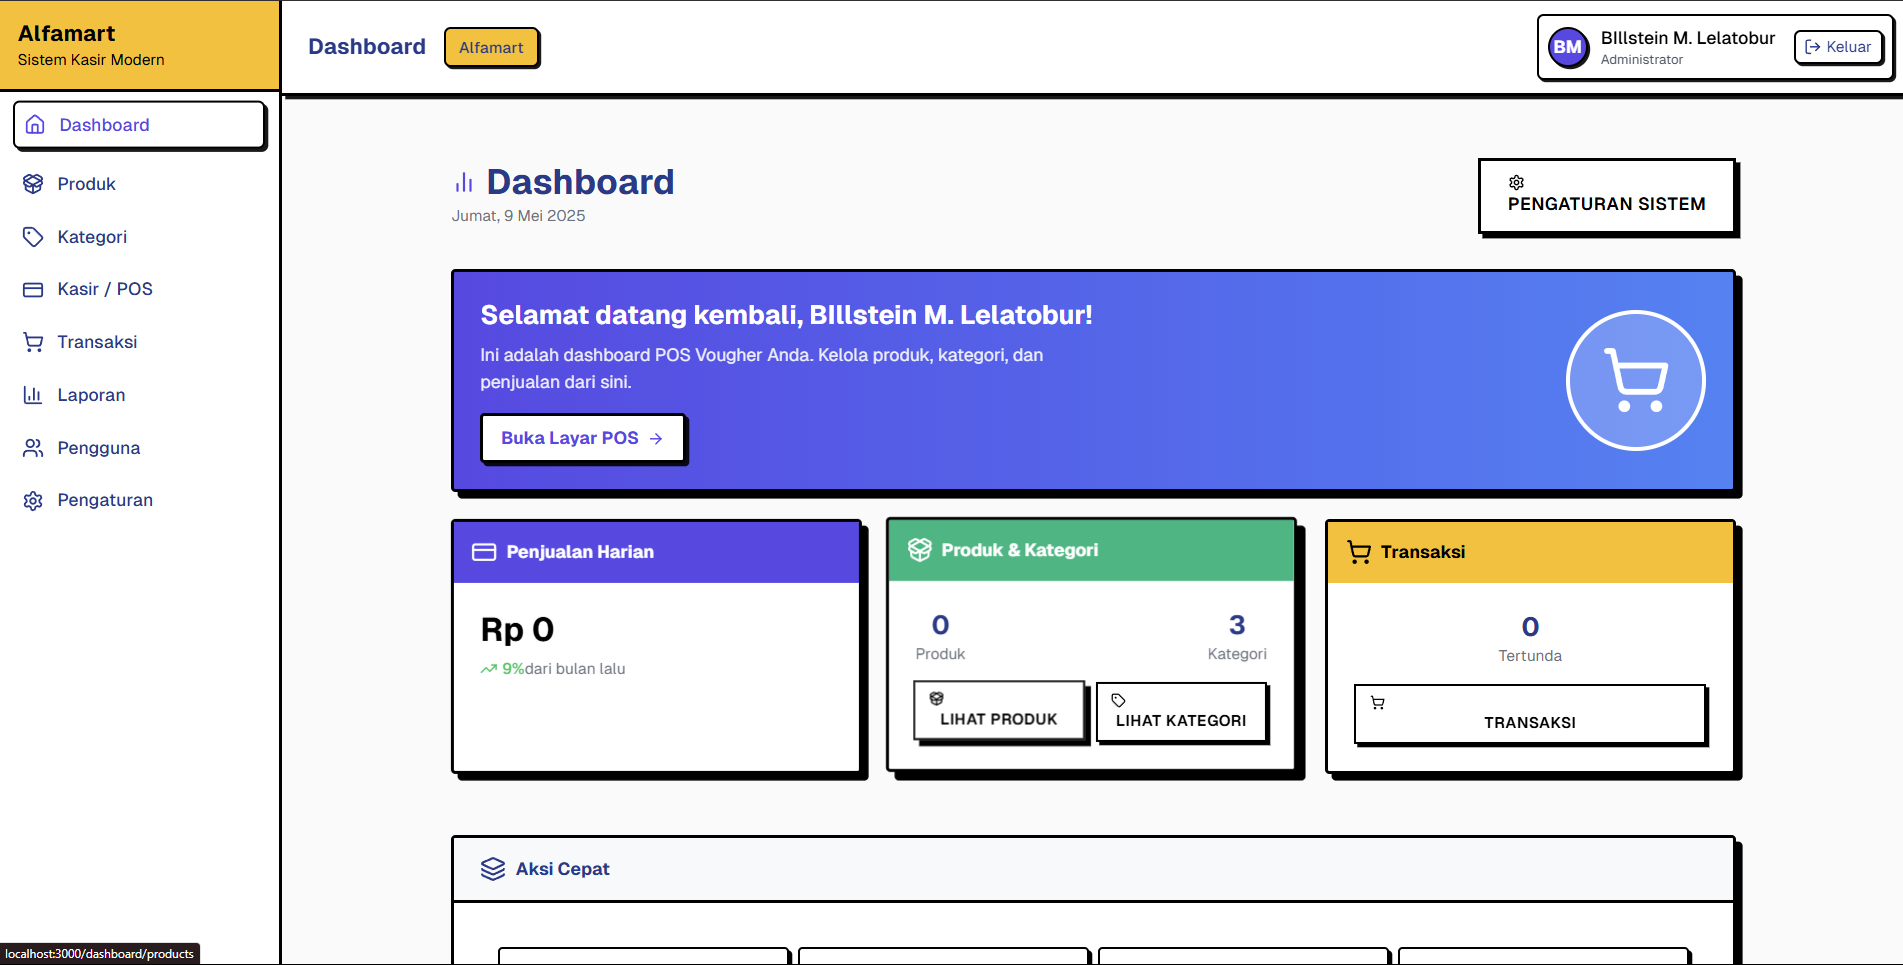 Alfamart
Sistem Kasir Modern
Dashboard
Alfamart
BM
BIllstein M. Lelatobur
Administrator
Keluar
Dashboard
Produk
Kategori
Kasir / POS
Transaksi
Laporan
Pengguna
Pengaturan
Dashboard
Jumat, 9 Mei 2025
PENGATURAN SISTEM
Selamat datang kembali, BIllstein M. Lelatobur!
Ini adalah dashboard POS Vougher Anda. Kelola produk, kategori, dan
penjualan dari sini.
Buka Layar POS
Penjualan Harian
Rp 0
9%dari bulan lalu
Produk & Kategori
0
Produk
3
Kategori
LIHAT PRODUK
LIHAT KATEGORI
Transaksi
0
Tertunda
TRANSAKSI
Aksi Cepat
localhost:3000/dashboard/products